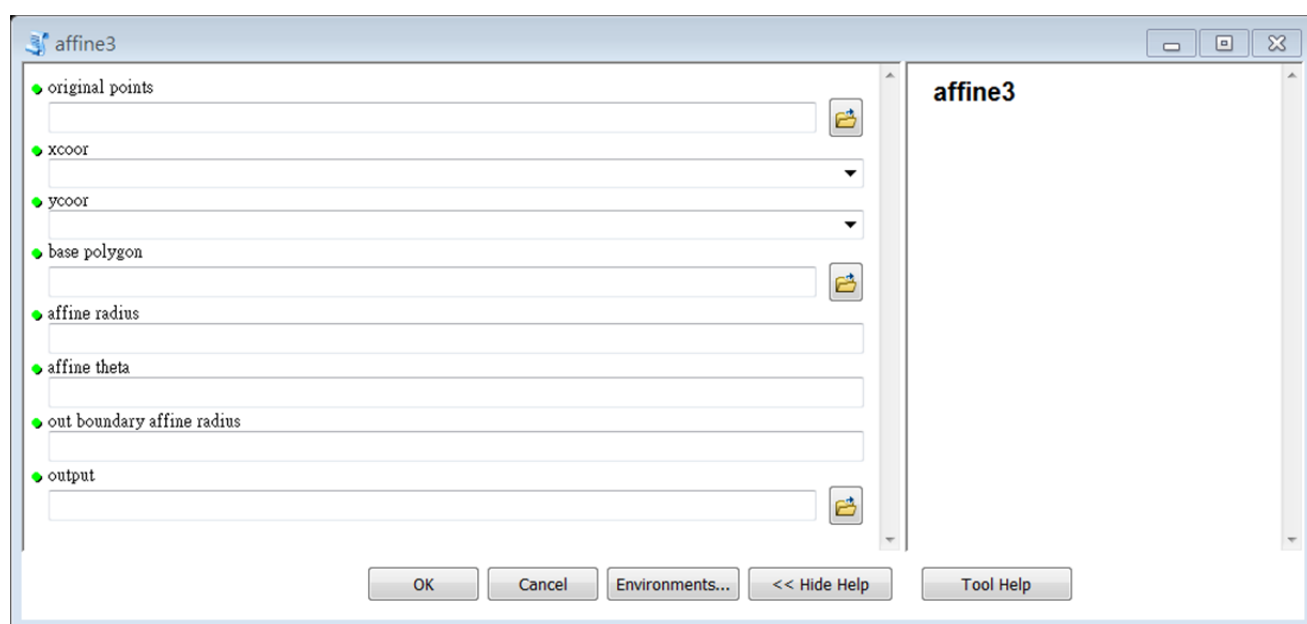 affine3
original points
xcoor
ycoor
base polygon
affine radius
affine theta
out boundary affine radius
output
affine3
OK Cancel Environments... << Hide Help Tool Help